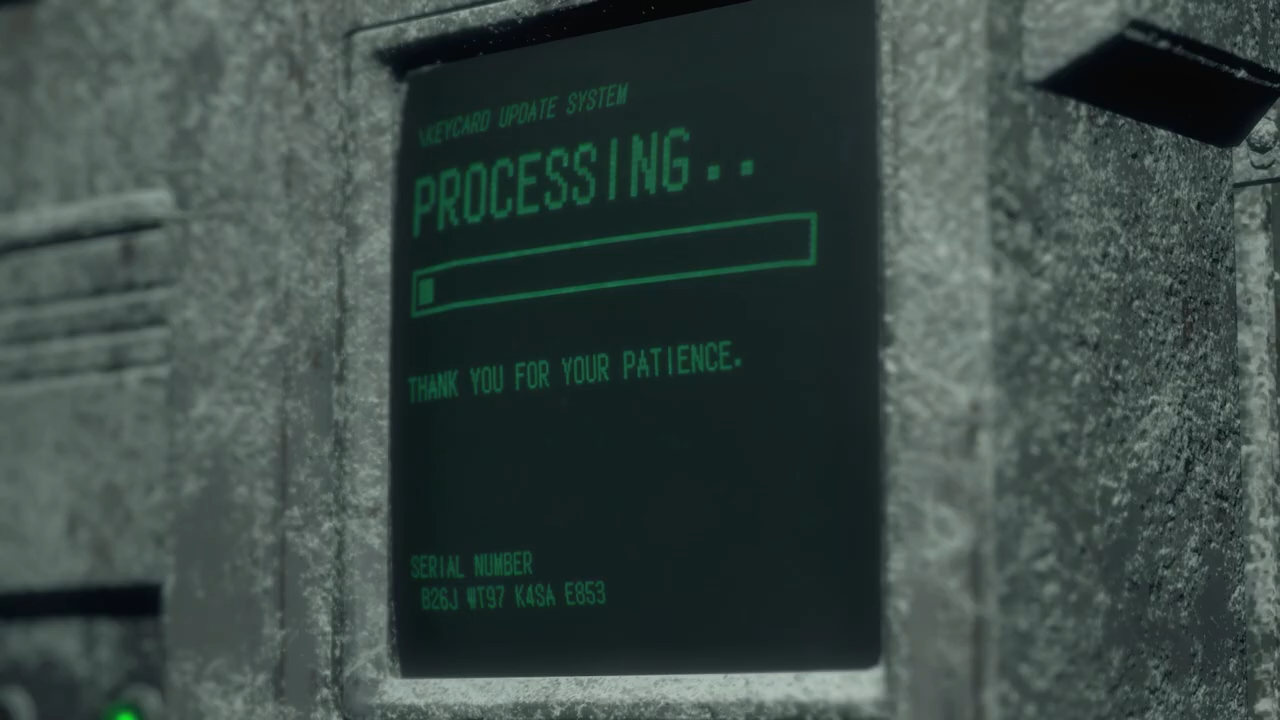 \KEYCARD UPDATE SYSTEM
PROCESSING..
THANK YOU FOR YOUR PATIENCE.
SERIAL NUMBER
B26J WT97 K4SA E853